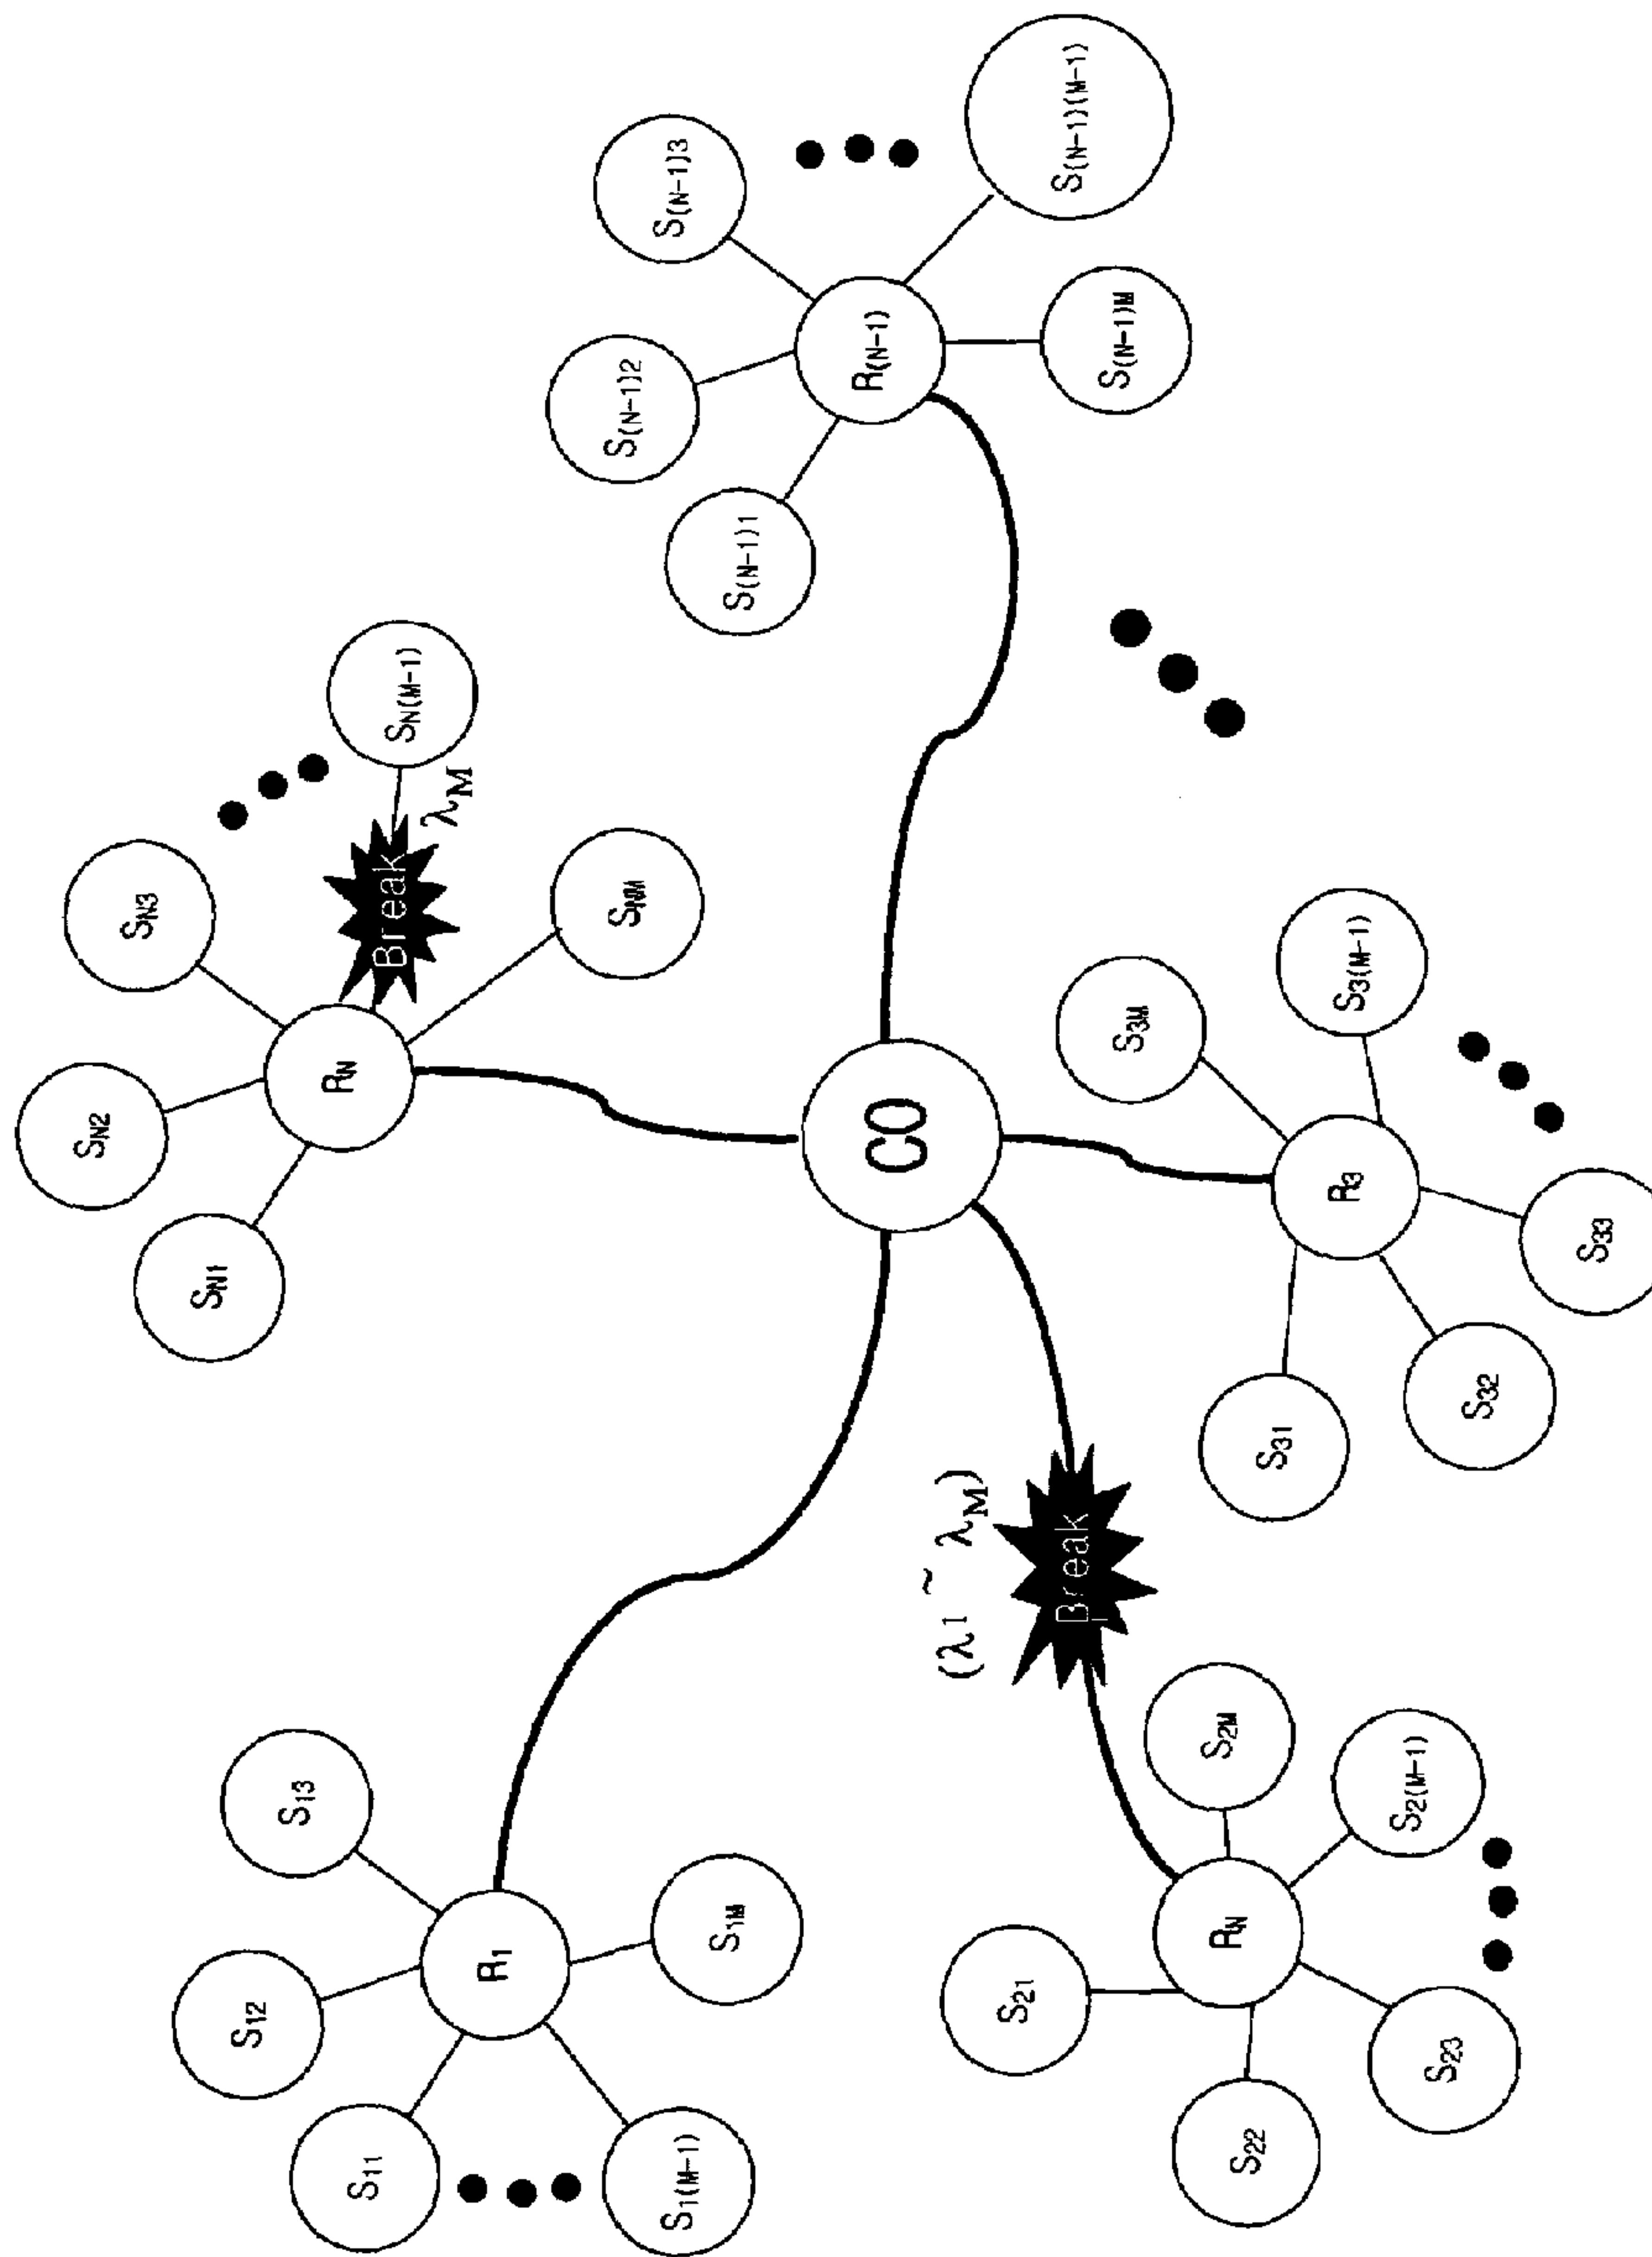 S₁₂
S₁₃
S₁₁
R₁
S₁(M-1)
S₁M
SN2
SN3
SN1
RN
Break
SN(M-1)
λM
SNM
S(N-1)2
S(N-1)3
S(N-1)1
R(N-1)
S(N-1)M
S(N-1)(M-1)
CO
(λ1 ~ λM)
Break
S₂₁
S₂M
S₂₂
RN
S₂₃
S₂(M-1)
S₃M
S₃₁
R₃
S₃(M-1)
S₃₂
S₃₃